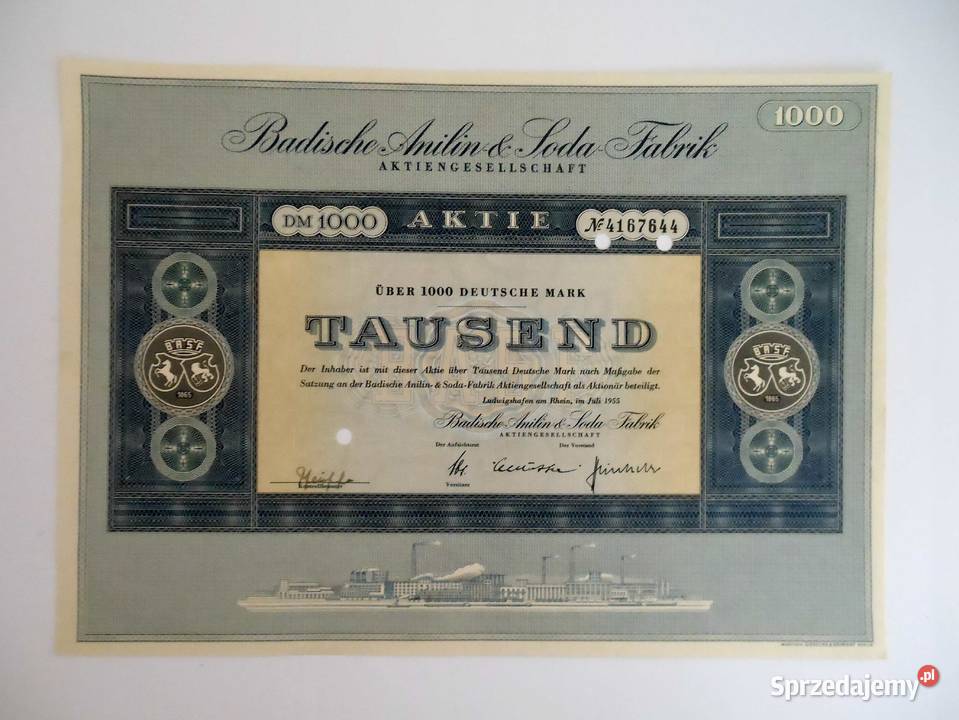 1000
Badische Anilin- & Soda-Fabrik
AKTIENGESELLSCHAFT
DM 1000 AKTIE № 4167644
ÜBER 1000 DEUTSCHE MARK
TAUSEND
Der Inhaber ist mit dieser Aktie über Tausend Deutsche Mark nach Maßgabe der
Satzung an der Badische Anilin- & Soda-Fabrik Aktiengesellschaft als Aktionär beteiligt.
Ludwigshafen am Rhein, im Juli 1955
Badische Anilin & Soda-Fabrik
AKTIENGESELLSCHAFT
Der Aufsichtsrat Der Vorstand
Vorsitzer
BASF
1865
BASF
1865
Sprzedajemy.pl